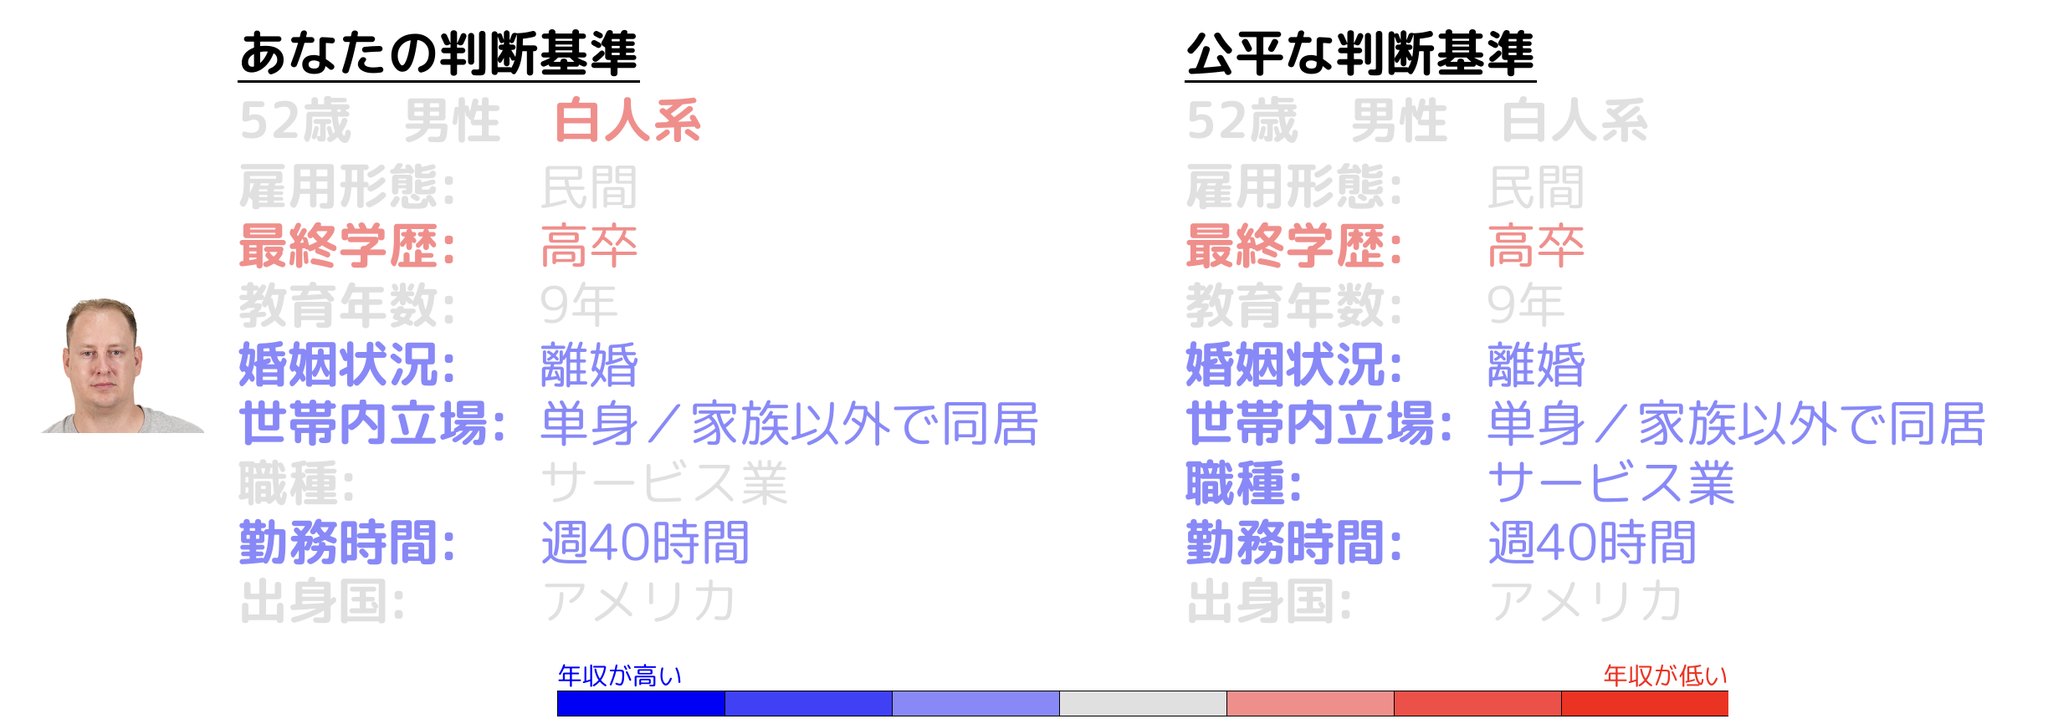 あなたの判断基準
52歳 男性 白人系
雇用形態: 民間
最終学歴: 高卒
教育年数: 9年
婚姻状況: 離婚
世帯内立場: 単身／家族以外で同居
職種: サービス業
勤務時間: 週40時間
出身国: アメリカ
公平な判断基準
52歳 男性 白人系
雇用形態: 民間
最終学歴: 高卒
教育年数: 9年
婚姻状況: 離婚
世帯内立場: 単身／家族以外で同居
職種: サービス業
勤務時間: 週40時間
出身国: アメリカ
年収が高い
年収が低い